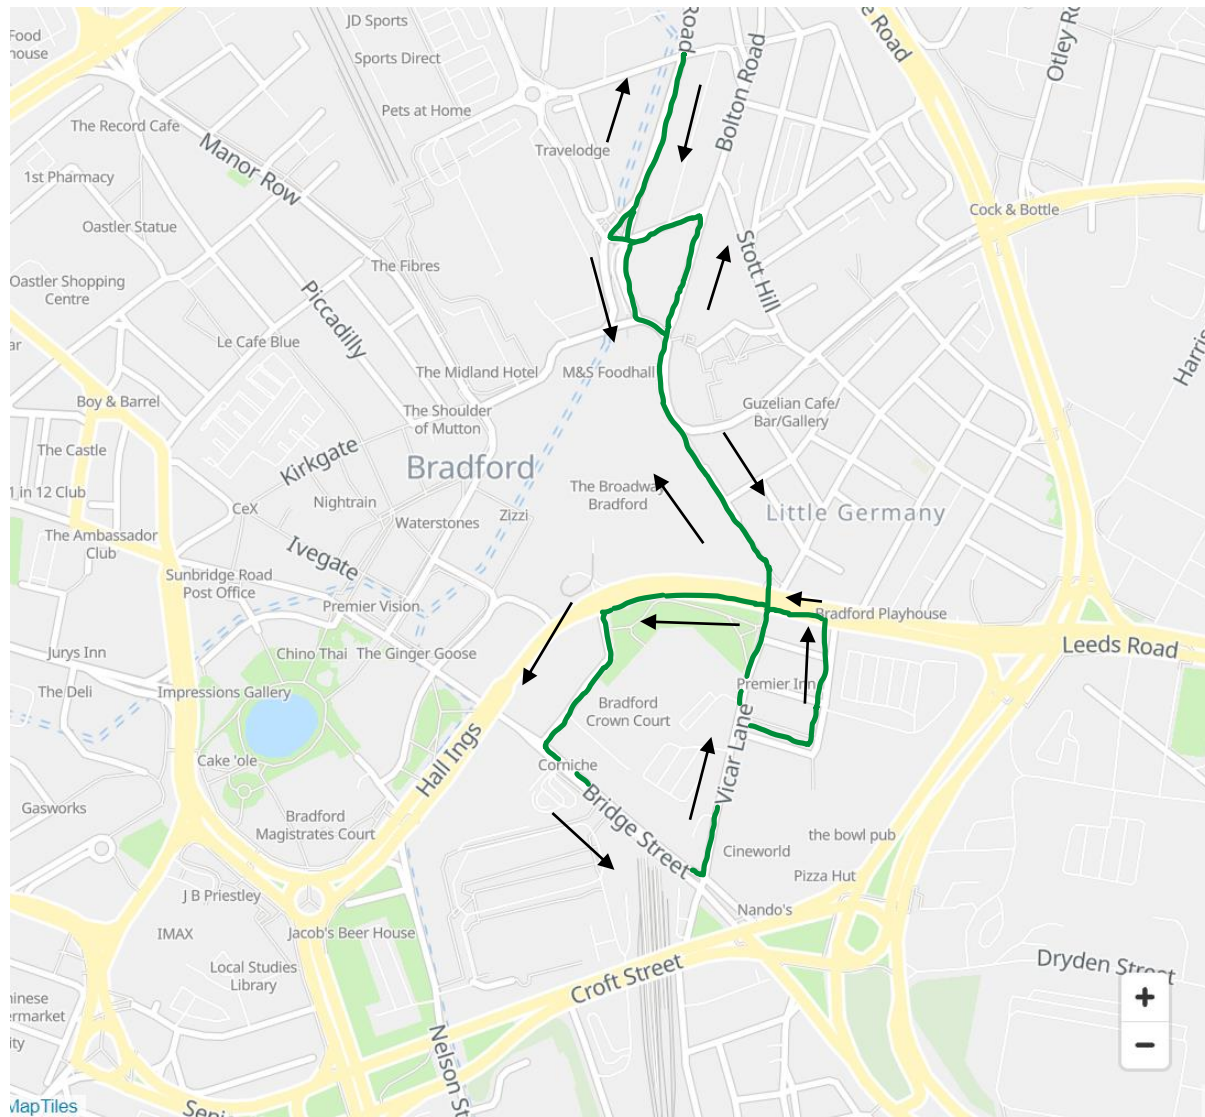 JD Sports
Sports Direct
Pets at Home
Road
e Road
Otley Ro
Bolton Road
Food
house
The Record Cafe
Manor Row
Travelodge
1st Pharmacy
Oastler Statue
Cock & Bottle
Stott Hill
The Fibres
Oastler Shopping
Centre
Piccadilly
Le Cafe Blue
ar
Harris
The Midland Hotel
M&S Foodhall
Boy & Barrel
The Shoulder
of Mutton
Guzelian Cafe/
Bar/Gallery
The Castle
Kirkgate
Bradford
1 in 12 Club
Nightrain
CeX
Waterstones
Zizzi
The Broadway
Bradford
Little Germany
The Ambassador
Club
Ivegate
Sunbridge Road
Post Office
Premier Vision
Bradford Playhouse
Leeds Road
Jurys Inn
Chino Thai
The Ginger Goose
The Deli
Impressions Gallery
Premier Inn
Bradford
Crown Court
Vicar Lane
Hall Ings
Cake 'ole
Corniche
Gasworks
Bradford
Magistrates Court
Bridge Street
the bowl pub
Cineworld
Pizza Hut
J B Priestley
Nando's
IMAX
Jacob's Beer House
Local Studies
Library
Croft Street
Dryden Street
hinese
ermarket
ity
Nelson St
+
−
MapTiles